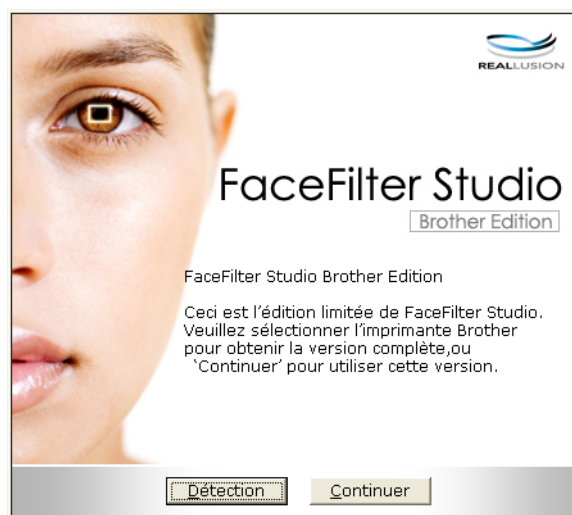 REALLUSION
FaceFilter Studio
Brother Edition
FaceFilter Studio Brother Edition
Ceci est l'édition limitée de FaceFilter Studio.
Veuillez sélectionner l'imprimante Brother
pour obtenir la version complète,ou
‘Continuer’ pour utiliser cette version.
Détection
Continuer